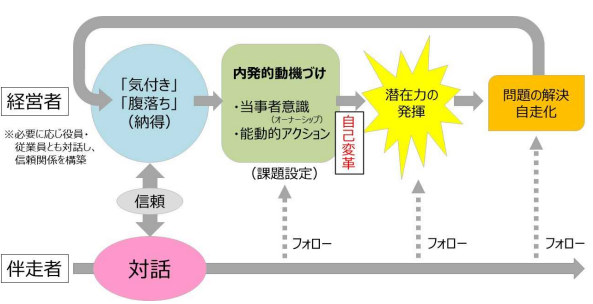 経営者
※必要に応じ役員・
従業員とも対話し、
信頼関係を構築
「気付き」
「腹落ち」
（納得）
内発的動機づけ
・当事者意識
（オーナーシップ）
・能動的アクション
（課題設定）
自己変革
潜在力の
発揮
問題の解決
自走化
信頼
フォロー
フォロー
フォロー
伴走者
対話